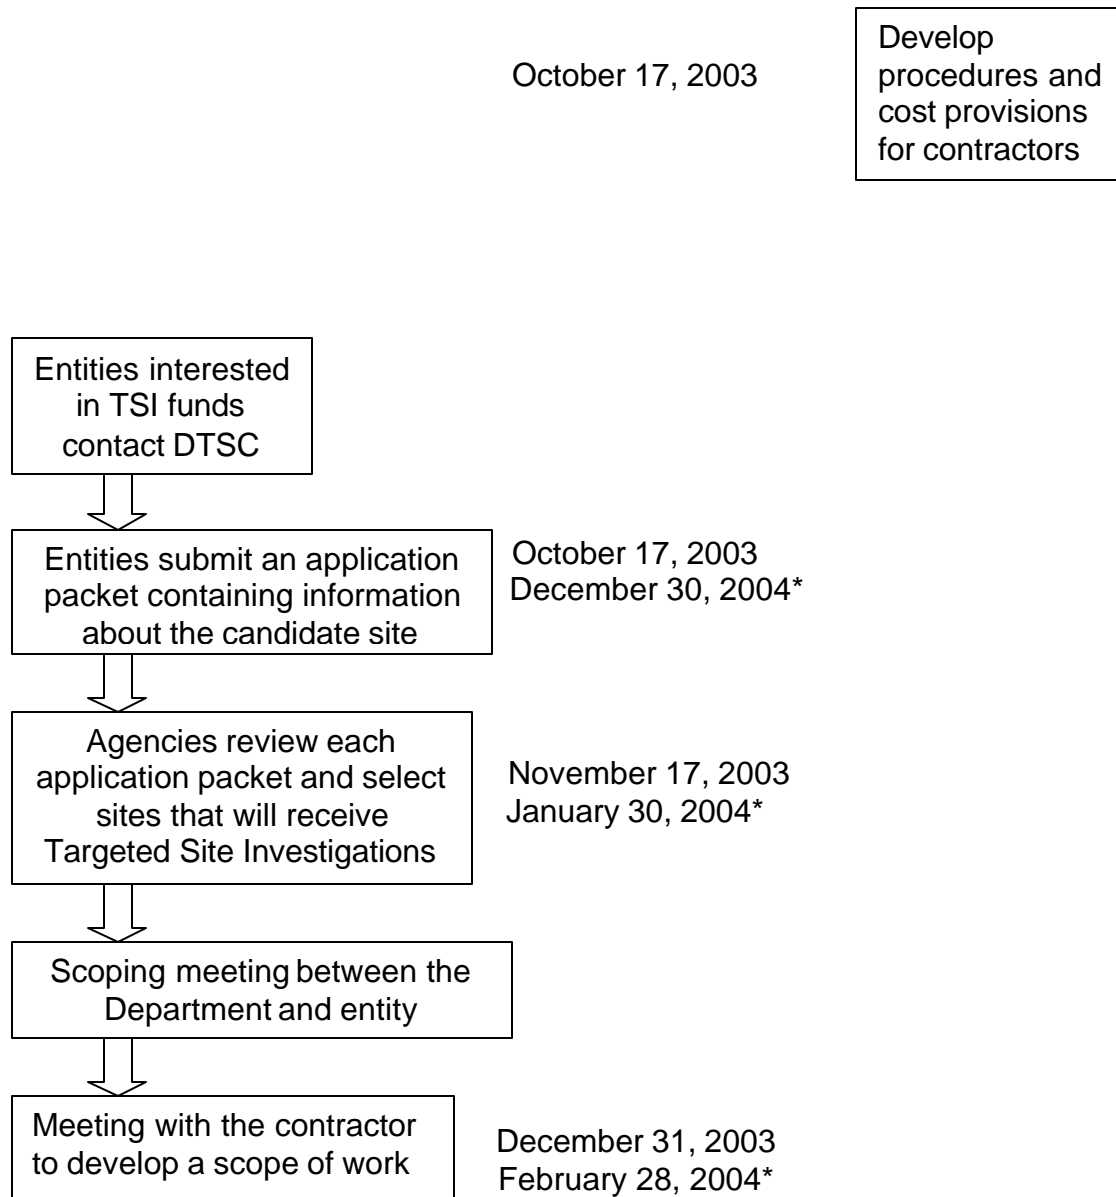 October 17, 2003
Develop
procedures and
cost provisions
for contractors
Entities interested
in TSI funds
contact DTSC
Entities submit an application
packet containing information
about the candidate site
October 17, 2003
December 30, 2004*
Agencies review each
application packet and select
sites that will receive
Targeted Site Investigations
November 17, 2003
January 30, 2004*
Scoping meeting between the
Department and entity
Meeting with the contractor
to develop a scope of work
December 31, 2003
February 28, 2004*